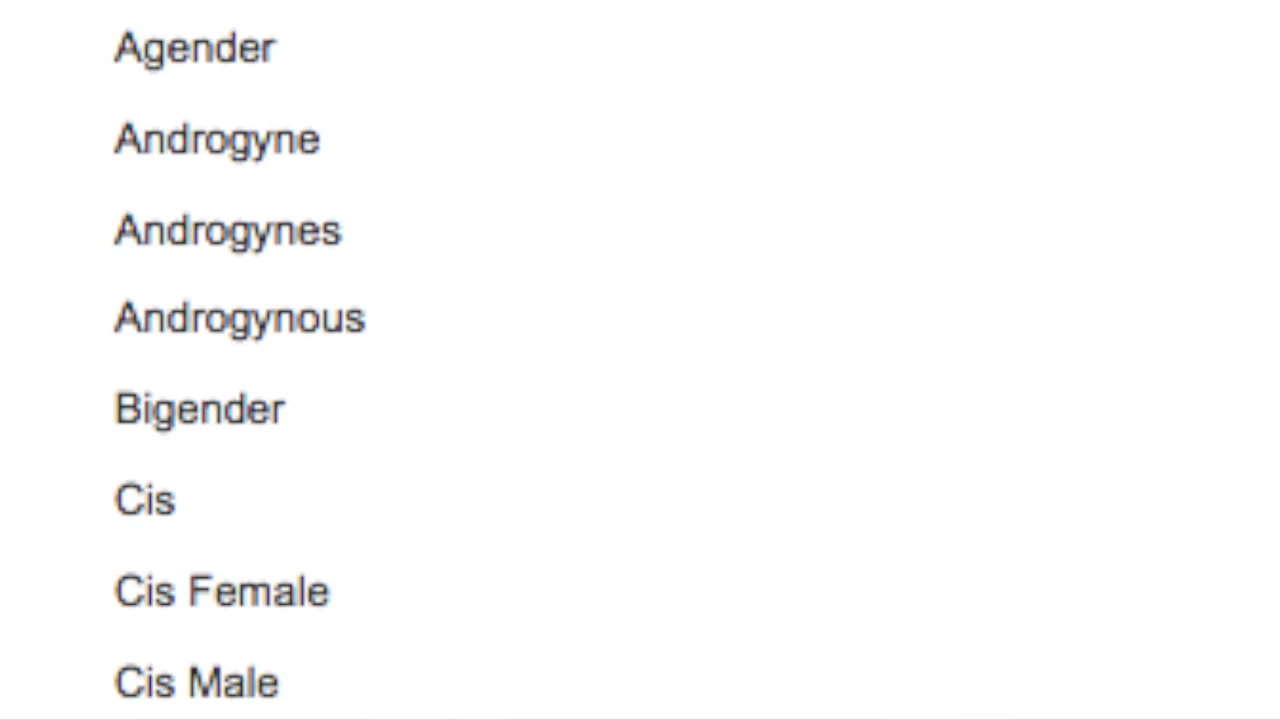 Agender
Androgyne
Androgynes
Androgynous
Bigender
Cis
Cis Female
Cis Male